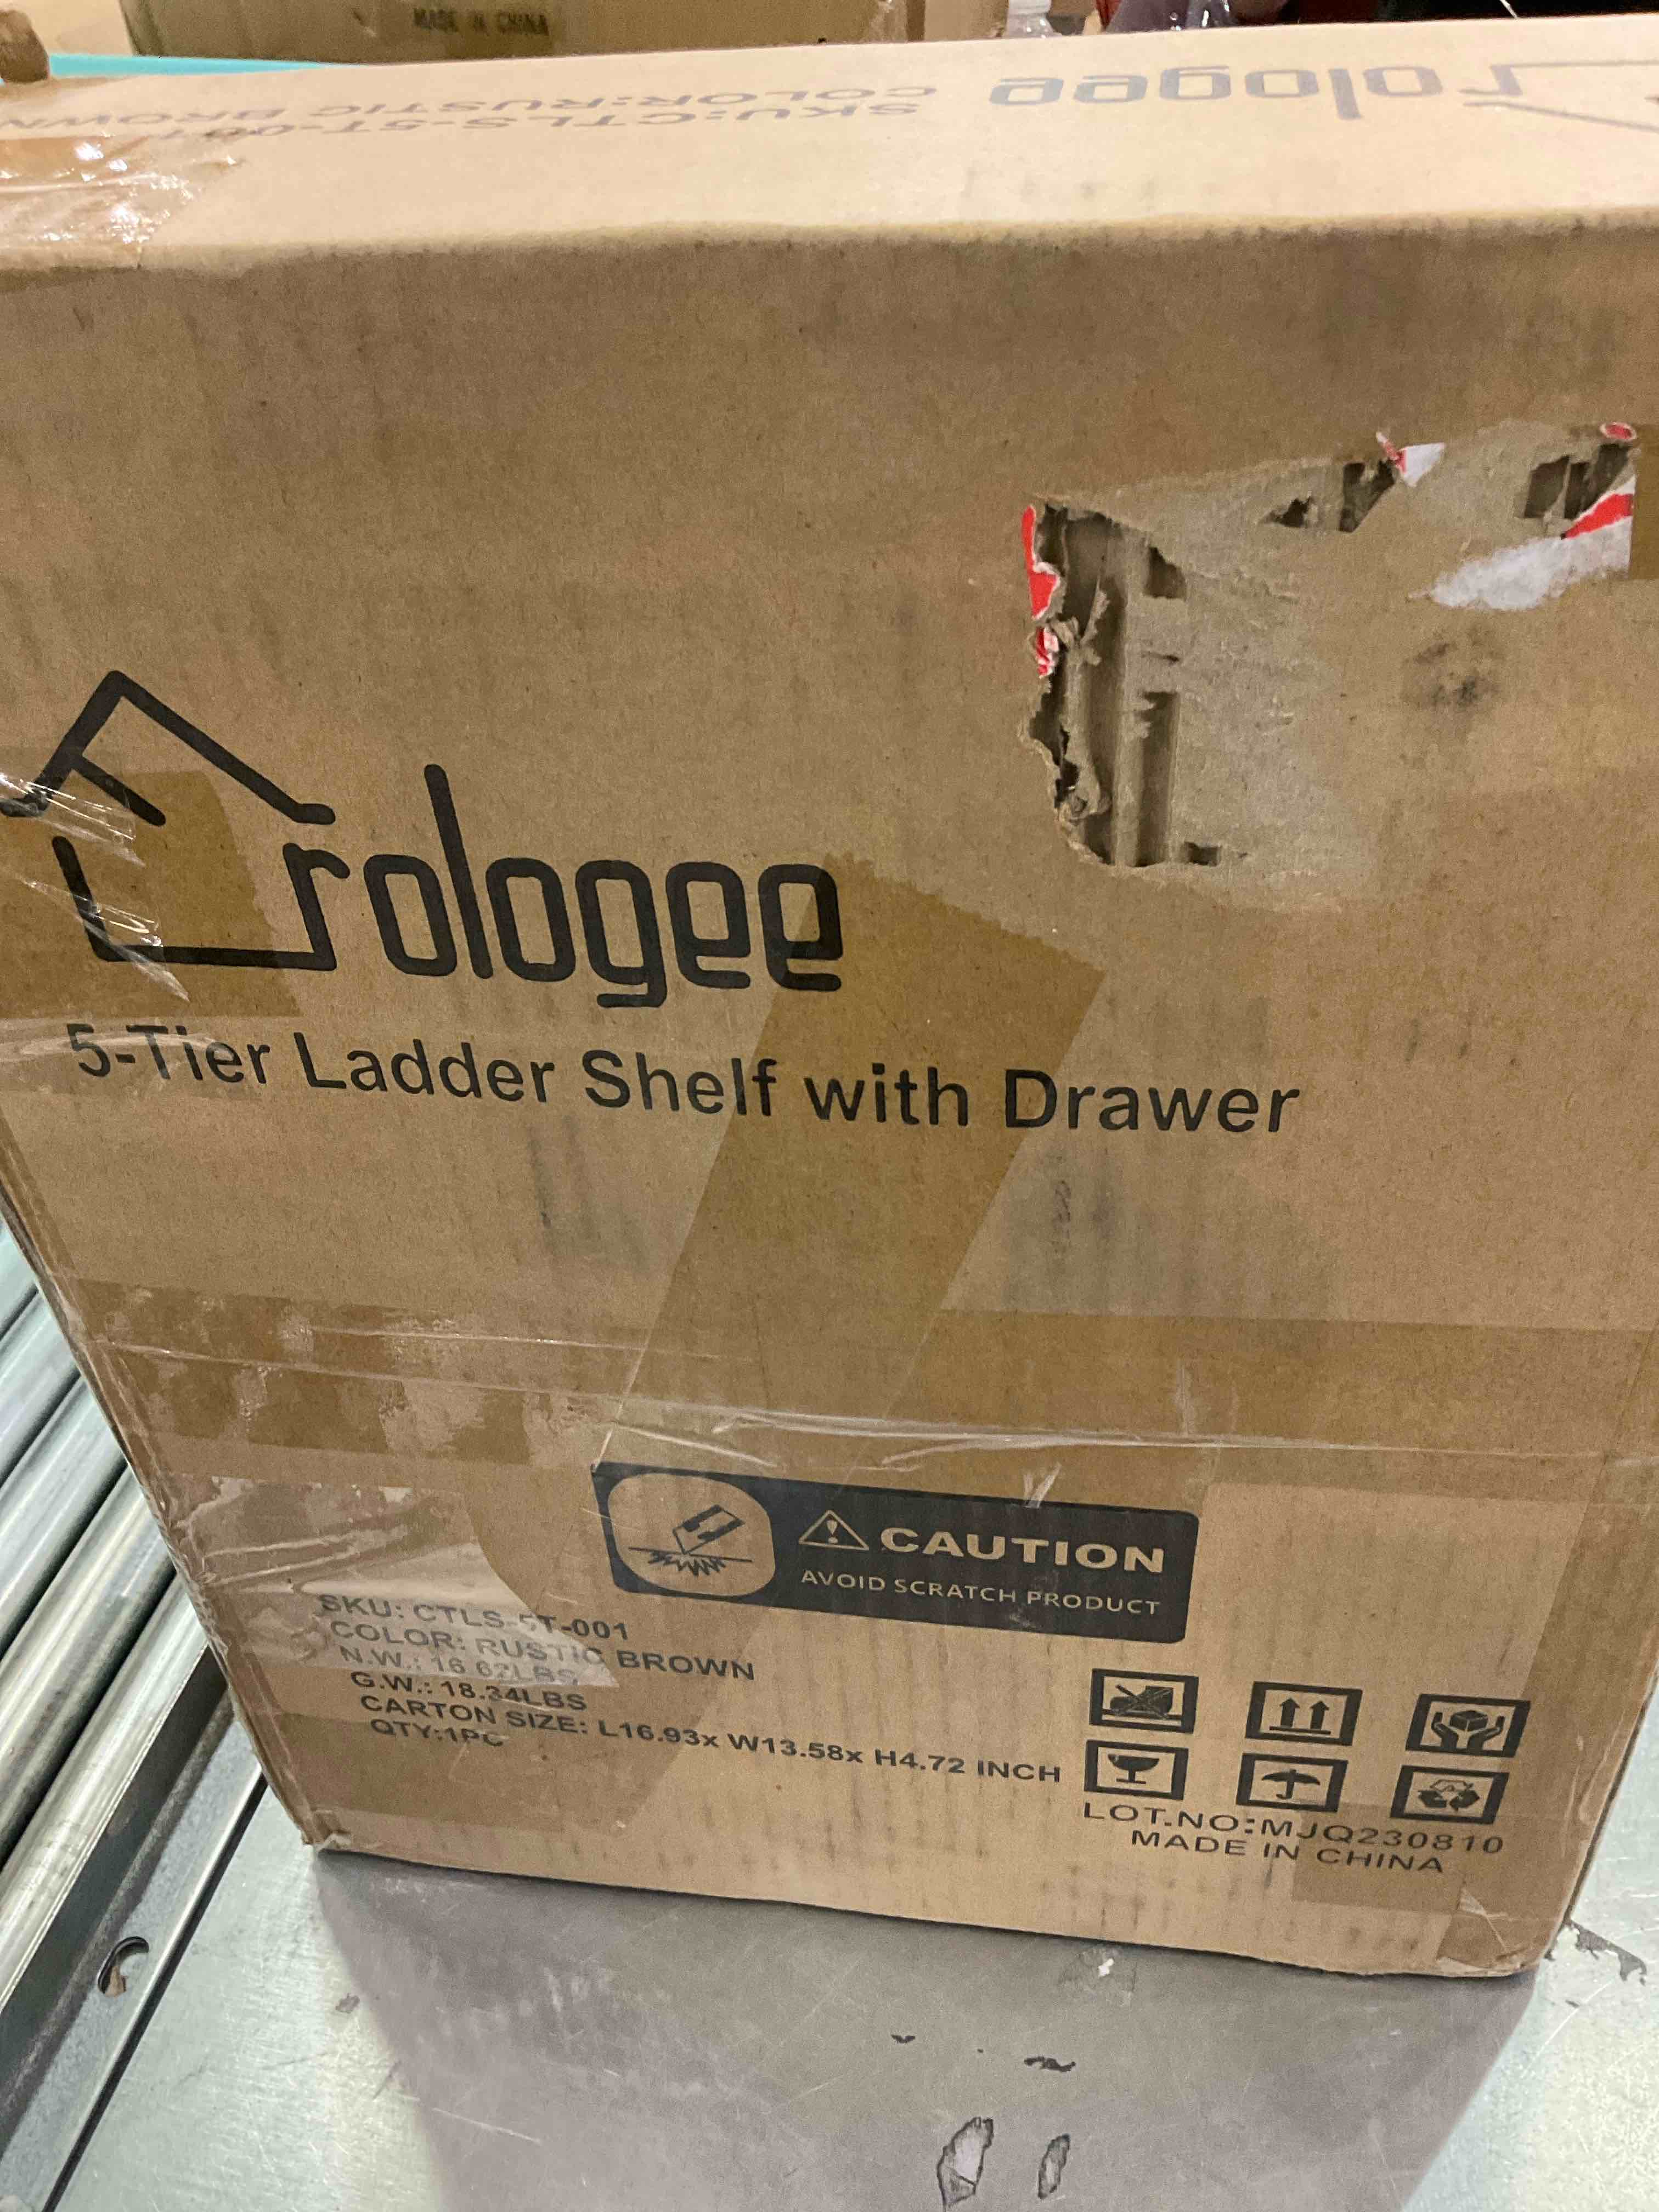 MADE IN CHINA
rologee
SKU:CTLS-5T-001
COLOR:RUSTIC BROWN
rologee
5-Tier Ladder Shelf with Drawer
CAUTION
AVOID SCRATCH PRODUCT
SKU: CTLS-5T-001
COLOR: RUSTIC BROWN
N.W.: 16.62LBS
G.W.: 18.34LBS
CARTON SIZE: L16.93x W13.58x H4.72 INCH
QTY:1PC
LOT.NO:MJQ230810
MADE IN CHINA